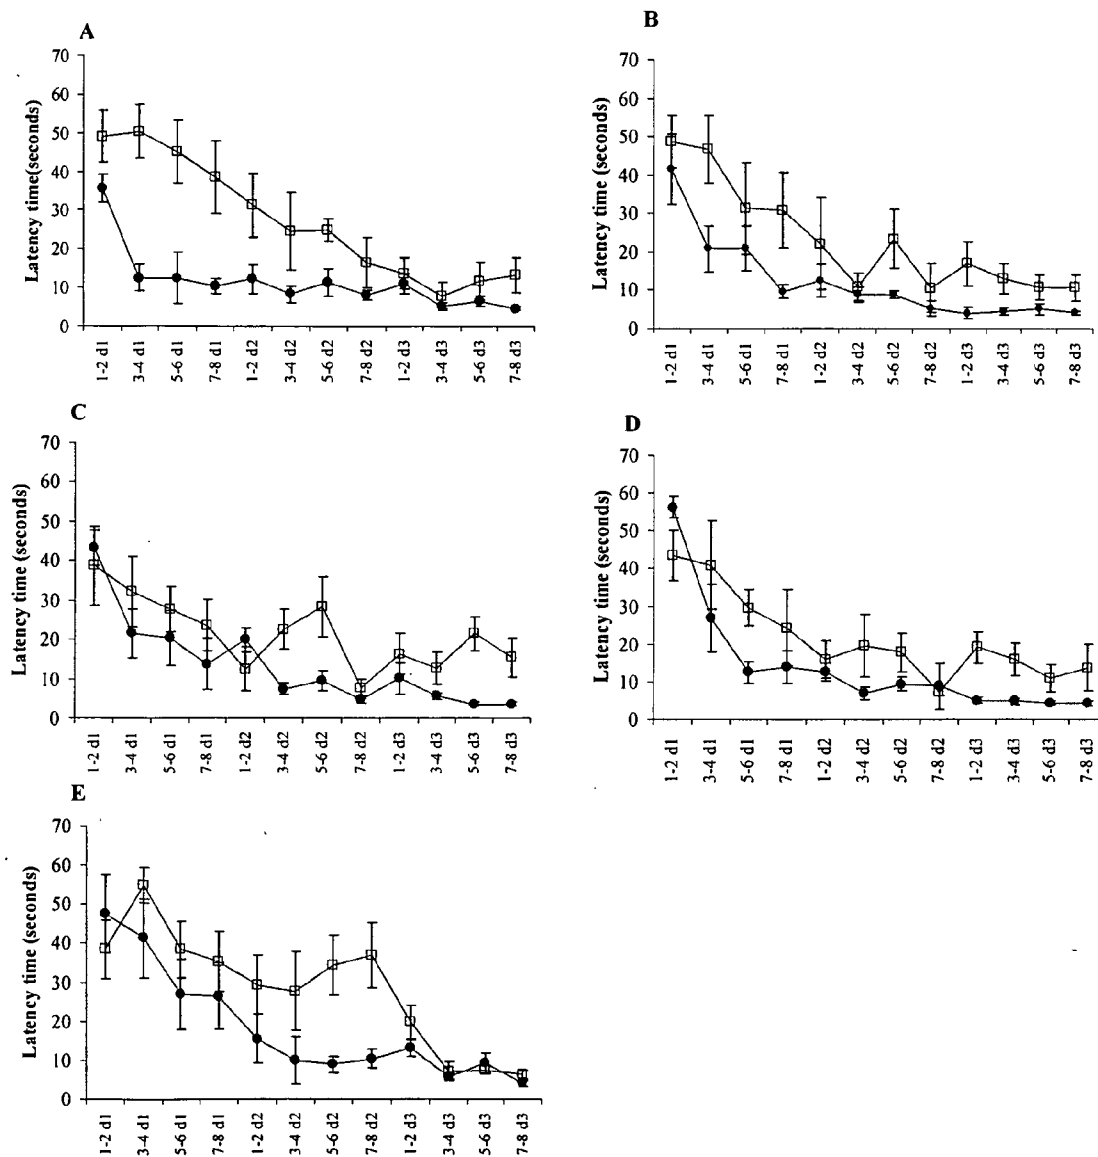 A
Latency time(seconds)
70
60
50
40
30
20
10
0
1-2 d1
3-4 d1
5-6 d1
7-8 d1
1-2 d2
3-4 d2
5-6 d2
7-8 d2
1-2 d3
3-4 d3
5-6 d3
7-8 d3
B
Latency time (seconds)
70
60
50
40
30
20
10
0
1-2 d1
3-4 d1
5-6 d1
7-8 d1
1-2 d2
3-4 d2
5-6 d2
7-8 d2
1-2 d3
3-4 d3
5-6 d3
7-8 d3
C
Latency time (seconds)
70
60
50
40
30
20
10
0
1-2 d1
3-4 d1
5-6 d1
7-8 d1
1-2 d2
3-4 d2
5-6 d2
7-8 d2
1-2 d3
3-4 d3
5-6 d3
7-8 d3
D
Latency time (seconds)
70
60
50
40
30
20
10
0
1-2 d1
3-4 d1
5-6 d1
7-8 d1
1-2 d2
3-4 d2
5-6 d2
7-8 d2
1-2 d3
3-4 d3
5-6 d3
7-8 d3
E
Latency time (seconds)
70
60
50
40
30
20
10
0
1-2 d1
3-4 d1
5-6 d1
7-8 d1
1-2 d2
3-4 d2
5-6 d2
7-8 d2
1-2 d3
3-4 d3
5-6 d3
7-8 d3